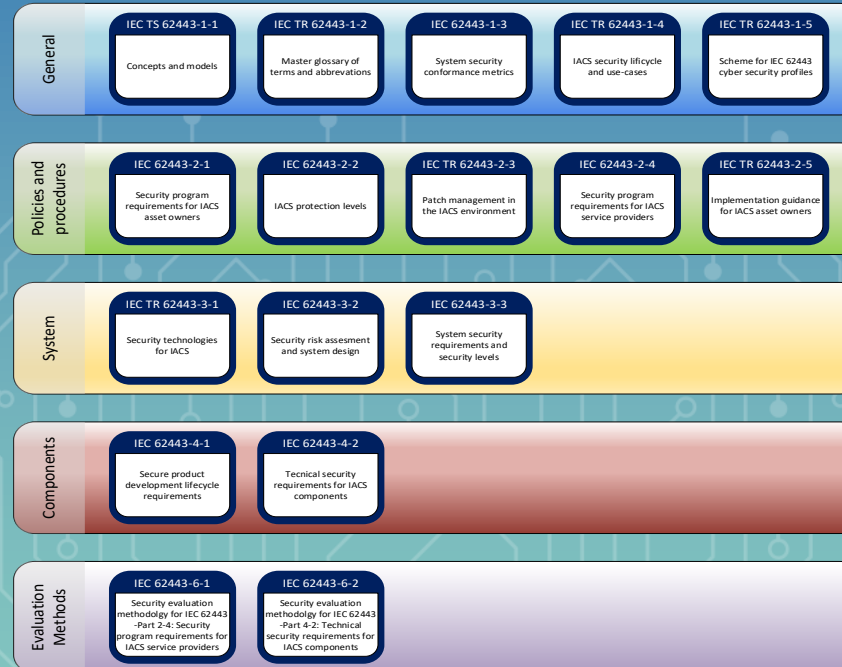 General
IEC TS 62443-1-1
Concepts and models
IEC TR 62443-1-2
Master glossary of
terms and abbrevations
IEC 62443-1-3
System security
conformance metrics
IEC TR 62443-1-4
IACS security lificycle
and use-cases
IEC TR 62443-1-5
Scheme for IEC 62443
cyber security profiles
Policies and
procedures
IEC 62443-2-1
Security program
requirements for IACS
asset owners
IEC 62443-2-2
IACS protection levels
IEC TR 62443-2-3
Patch management in
the IACS environment
IEC 62443-2-4
Security program
requirements for IACS
service providers
IEC TR 62443-2-5
Implementation guidance
for IACS asset owners
System
IEC TR 62443-3-1
Security technologies
for IACS
IEC 62443-3-2
Security risk assesment
and system design
IEC 62443-3-3
System security
requirements and
security levels
Components
IEC 62443-4-1
Secure product
development lifecycle
requirements
IEC 62443-4-2
Tecnical security
requirements for IACS
components
Evaluation
Methods
IEC 62443-6-1
Security evaluation
methodolgy for IEC 62443
-Part 2-4: Security
program requirements for
IACS service providers
IEC 62443-6-2
Security evaluation
methodolgy for IEC 62443
-Part 4-2: Technical
security requirements for
IACS components